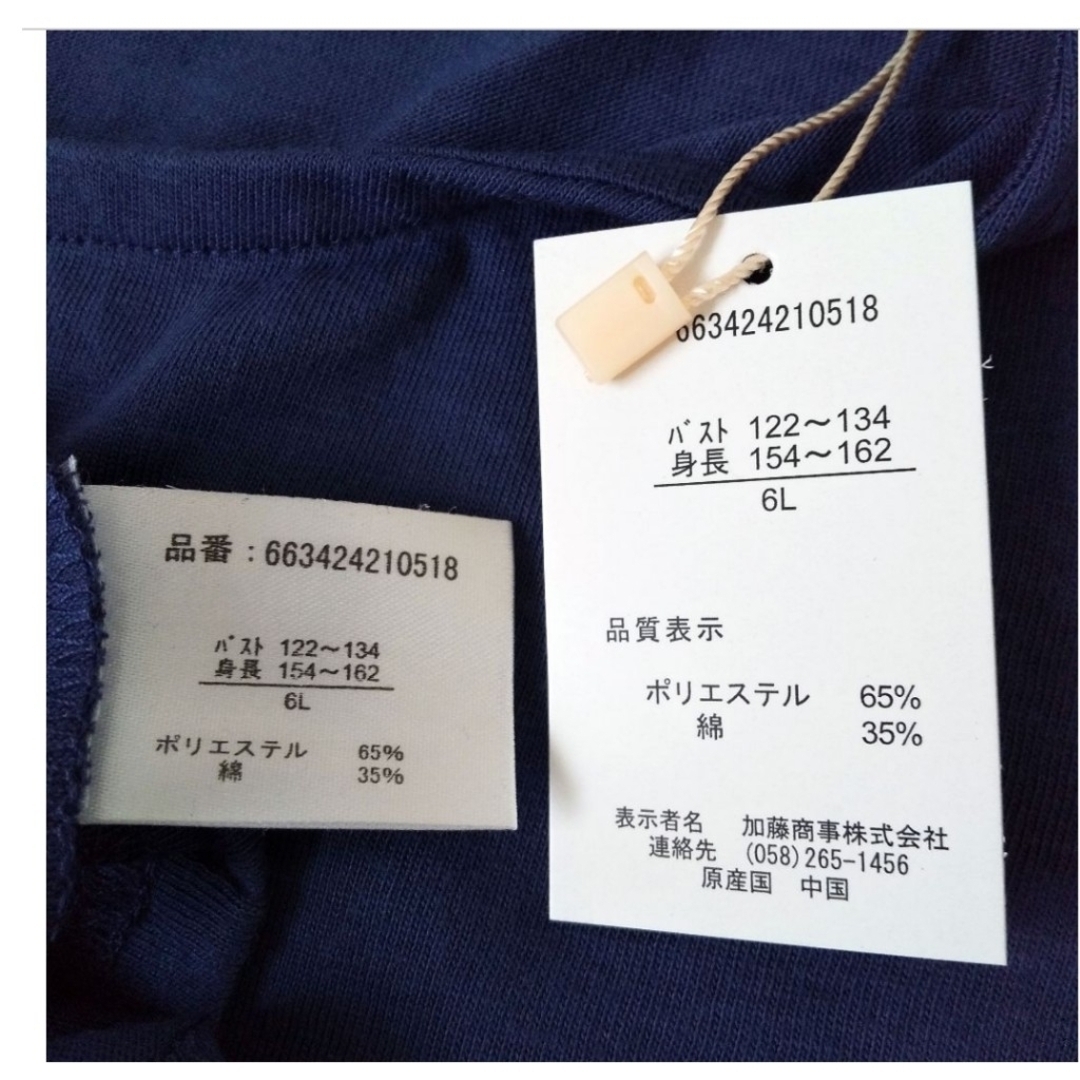 品番：663424210518
ﾊﾞｽﾄ 122〜134
身長 154〜162
6L
ポリエステル 65%
綿 35%
663424210518
ﾊﾞｽﾄ 122〜134
身長 154〜162
6L
品質表示
ポリエステル 65%
綿 35%
表示者名 加藤商事株式会社
連絡先 (058)265-1456
原産国 中国